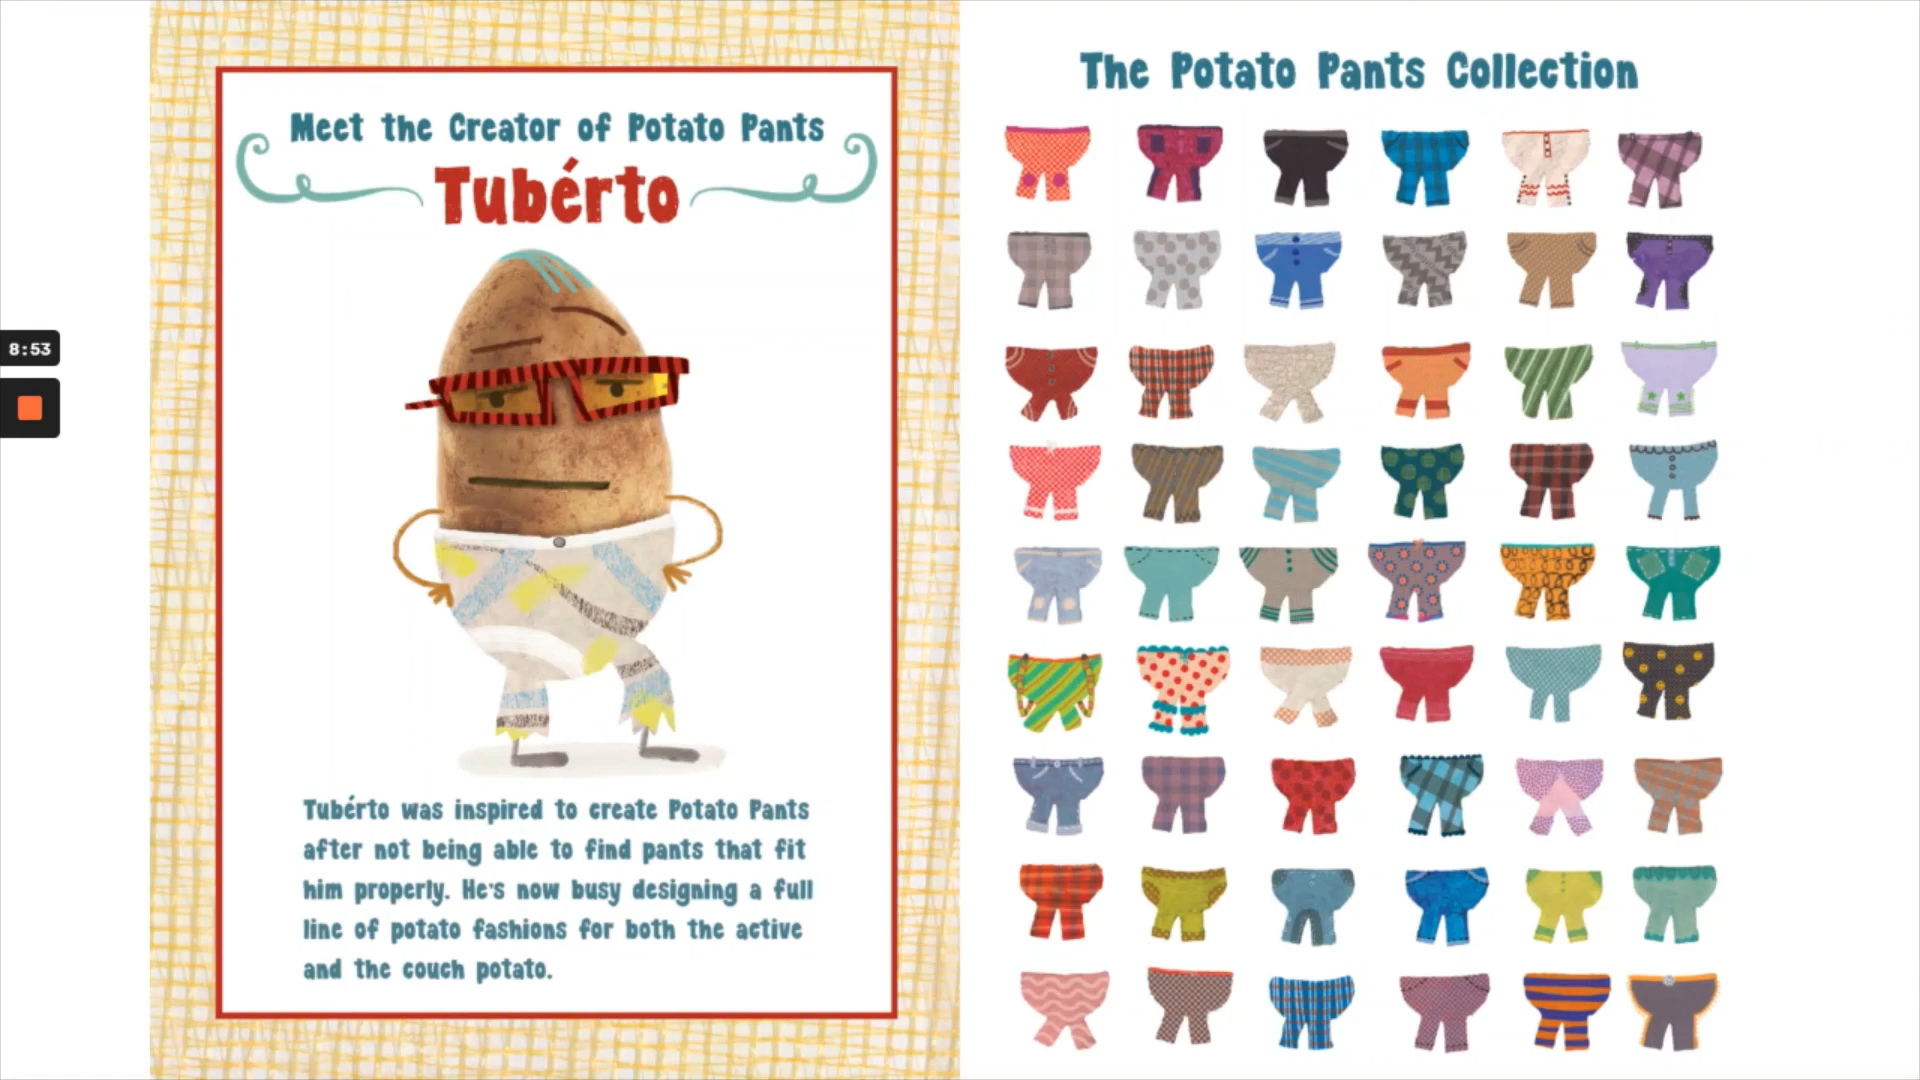 Meet the Creator of Potato Pants
Tubérto
Tubérto was inspired to create Potato Pants
after not being able to find pants that fit
him properly. He's now busy designing a full
line of potato fashions for both the active
and the couch potato.
The Potato Pants Collection
8:53